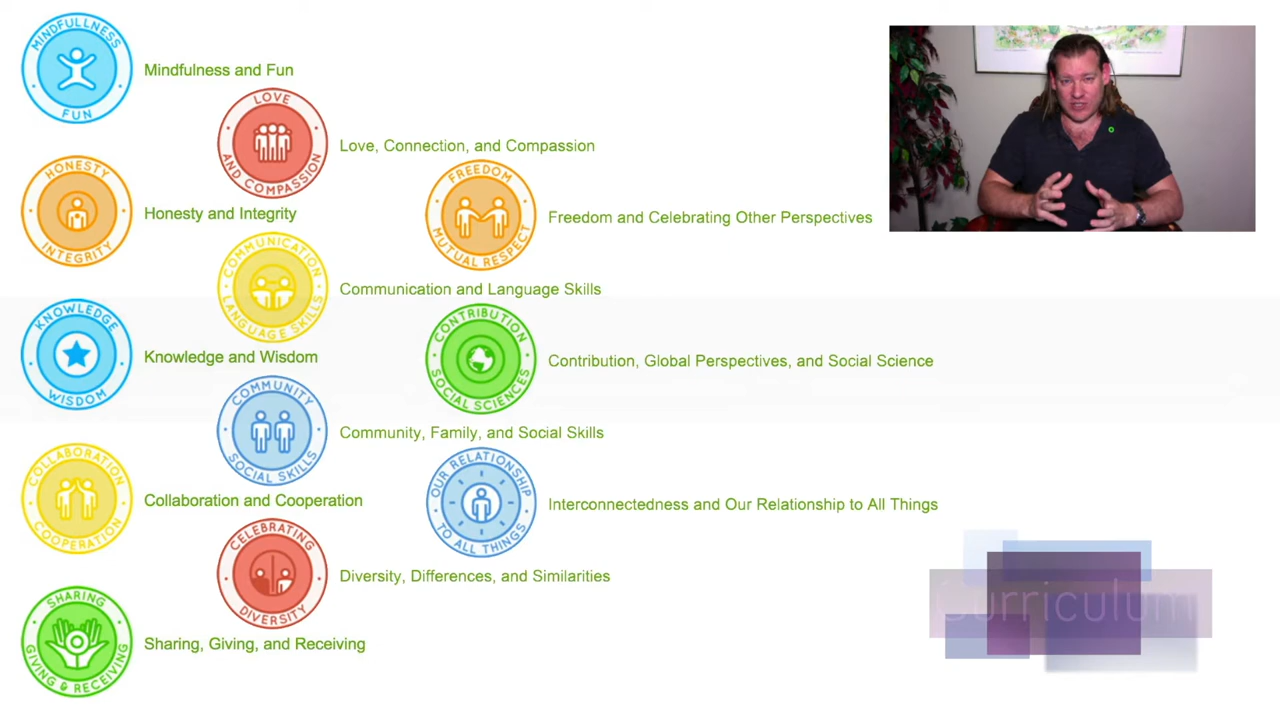 MINDFULLNESS
FUN
Mindfulness and Fun
LOVE
AND COMPASSION
Love, Connection, and Compassion
HONESTY
INTEGRITY
Honesty and Integrity
FREEDOM
MUTUAL RESPECT
Freedom and Celebrating Other Perspectives
COMMUNICATION
LANGUAGE SKILLS
Communication and Language Skills
KNOWLEDGE
WISDOM
Knowledge and Wisdom
CONTRIBUTION
SOCIAL SCIENCES
Contribution, Global Perspectives, and Social Science
COMMUNITY
SOCIAL SKILLS
Community, Family, and Social Skills
COLLABORATION
COOPERATION
Collaboration and Cooperation
OUR RELATIONSHIP
TO ALL THINGS
Interconnectedness and Our Relationship to All Things
CELEBRATING
DIVERSITY
Diversity, Differences, and Similarities
Curriculum
SHARING
GIVING & RECEIVING
Sharing, Giving, and Receiving